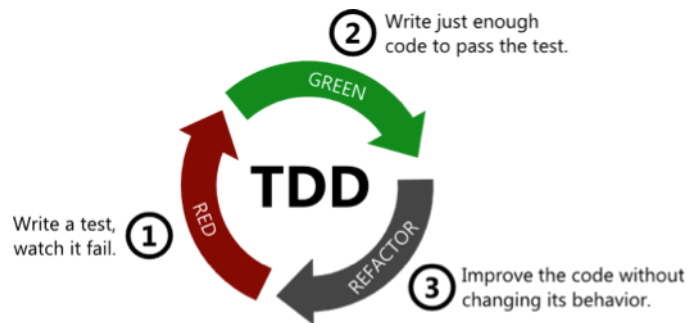 2
Write just enough
code to pass the test.
GREEN
TDD
RED
1
Write a test,
watch it fail.
REFACTOR
3
Improve the code without
changing its behavior.